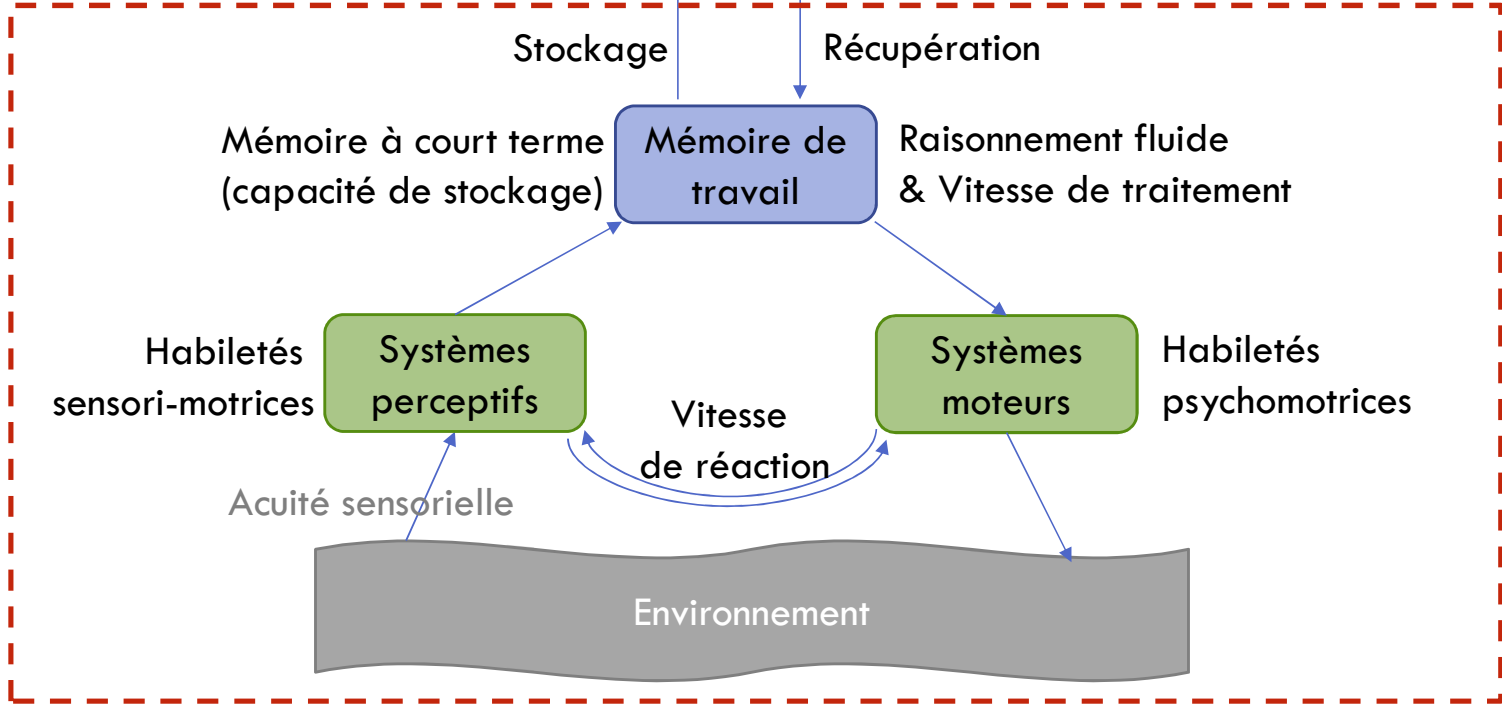 Stockage
Récupération
Mémoire à court terme
(capacité de stockage)
Mémoire de
travail
Raisonnement fluide
& Vitesse de traitement
Habiletés
sensori-motrices
Systèmes
perceptifs
Systèmes
moteurs
Habiletés
psychomotrices
Vitesse
de réaction
Acuité sensorielle
Environnement